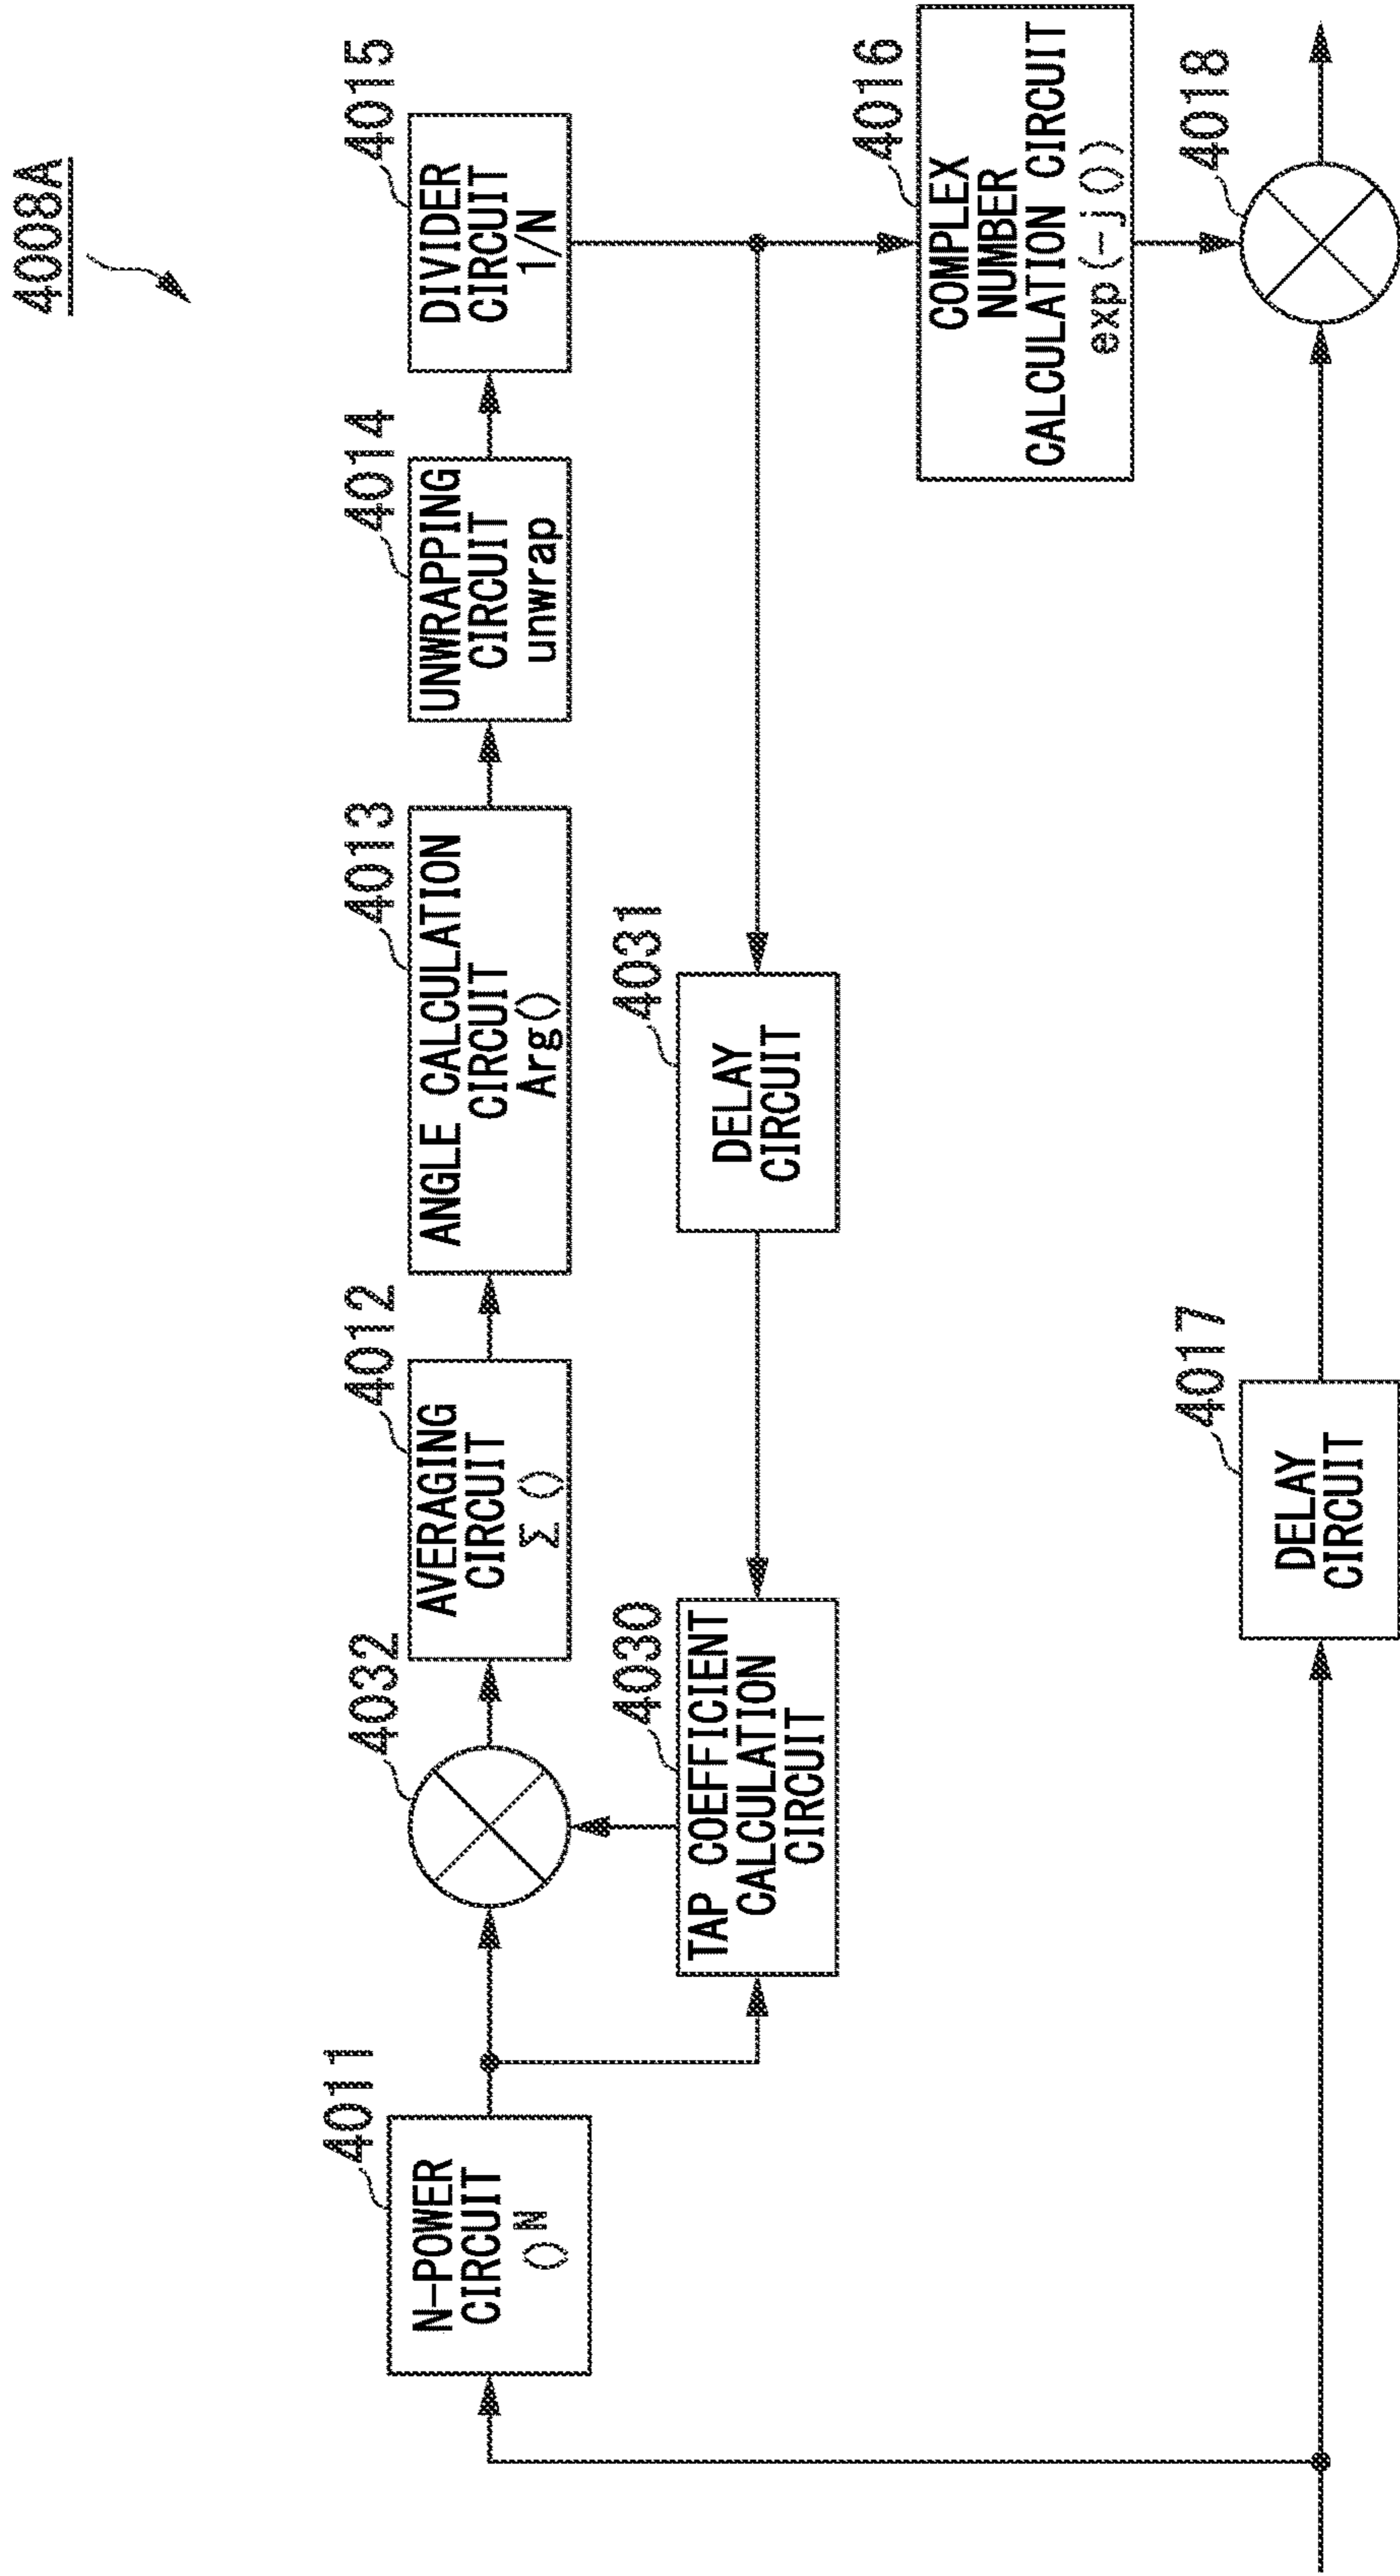 4008A
4011
N-POWER
CIRCUIT
()N
4032
4012
AVERAGING
CIRCUIT
Σ ()
4013
ANGLE CALCULATION
CIRCUIT
Arg()
4014
UNWRAPPING
CIRCUIT
unwrap
4015
DIVIDER
CIRCUIT
1/N
4030
TAP COEFFICIENT
CALCULATION
CIRCUIT
4031
DELAY
CIRCUIT
4016
COMPLEX
NUMBER
CALCULATION CIRCUIT
exp(-j())
4017
DELAY
CIRCUIT
4018